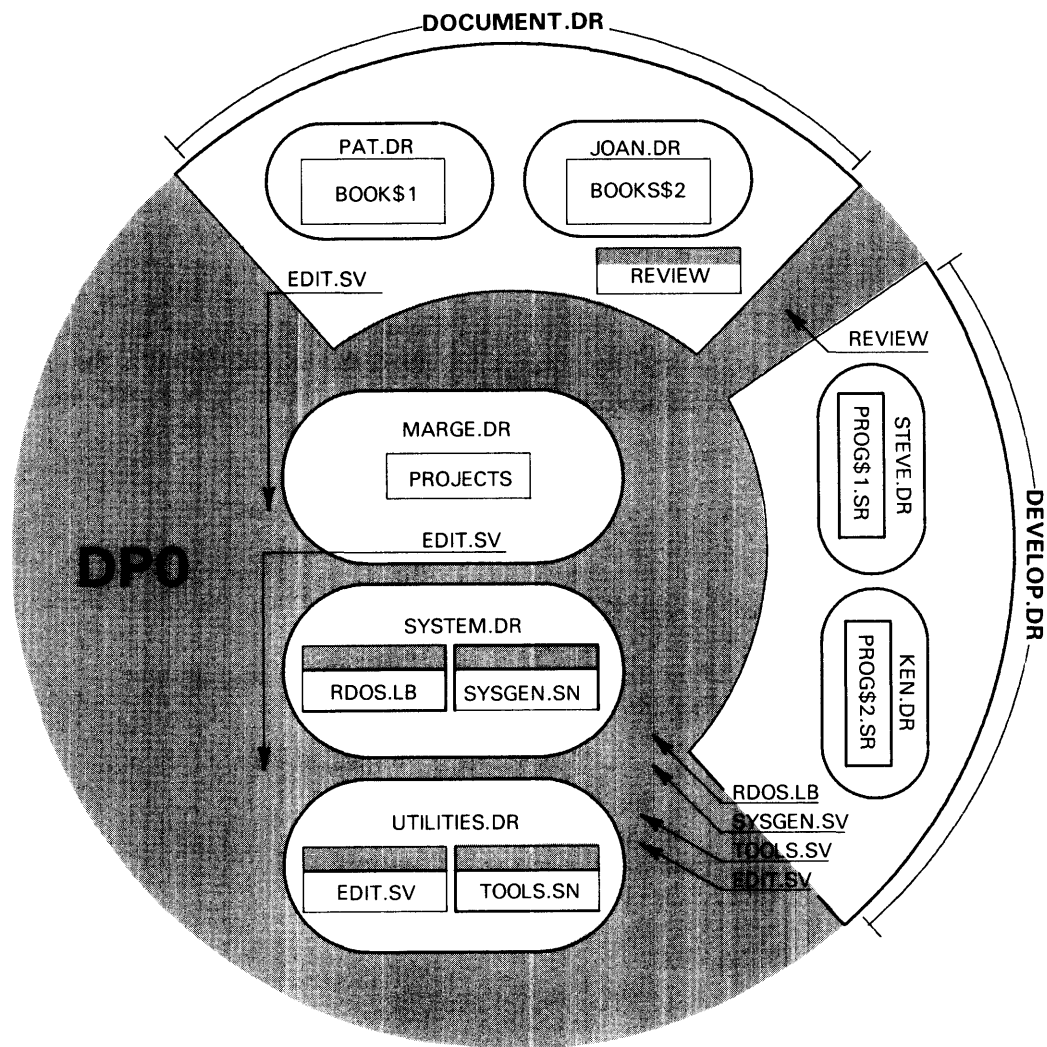 DOCUMENT.DR
PAT.DR
BOOK$1
JOAN.DR
BOOKS$2
REVIEW
EDIT.SV
REVIEW
MARGE.DR
PROJECTS
EDIT.SV
STEVE.DR
PROG$1.SR
DEVELOP.DR
DP0
SYSTEM.DR
RDOS.LB
SYSGEN.SN
KEN.DR
PROG$2.SR
UTILITIES.DR
EDIT.SV
TOOLS.SN
RDOS.LB
SYSGEN.SV
TOOLS.SV
EDIT.SV